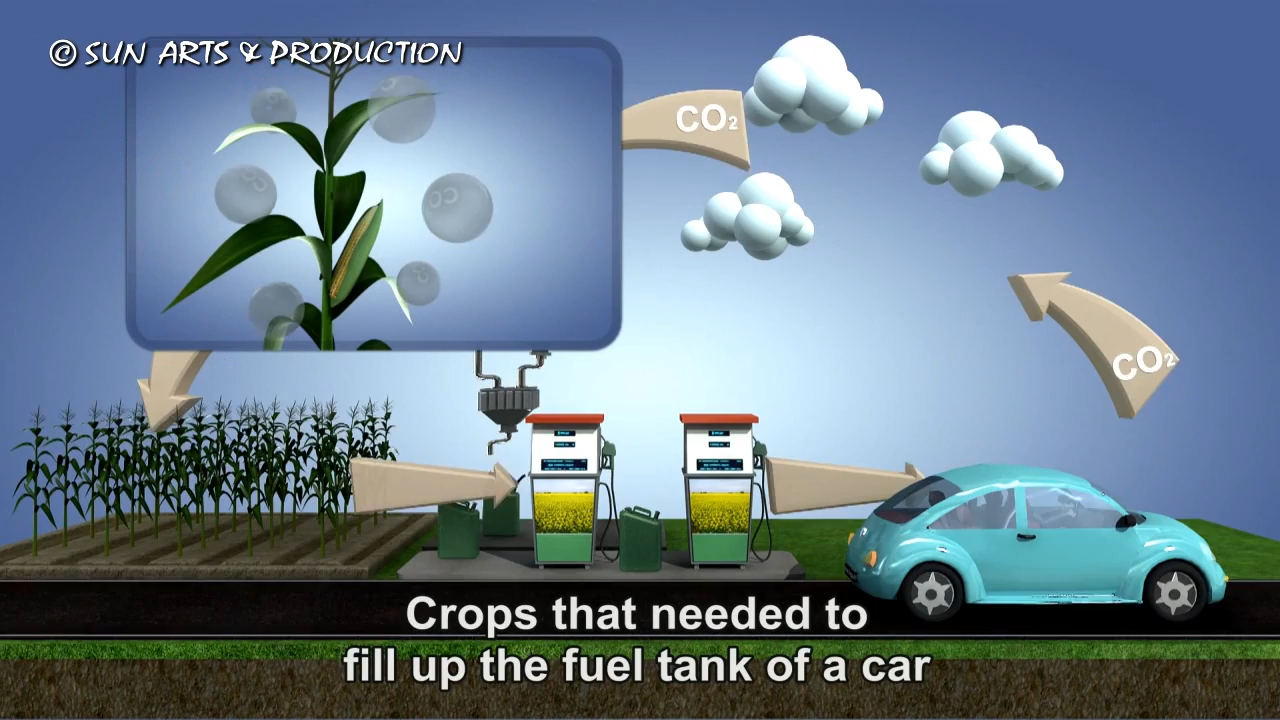 © SUN ARTS & PRODUCTION
CO₂
CO₂
Crops that needed to
fill up the fuel tank of a car